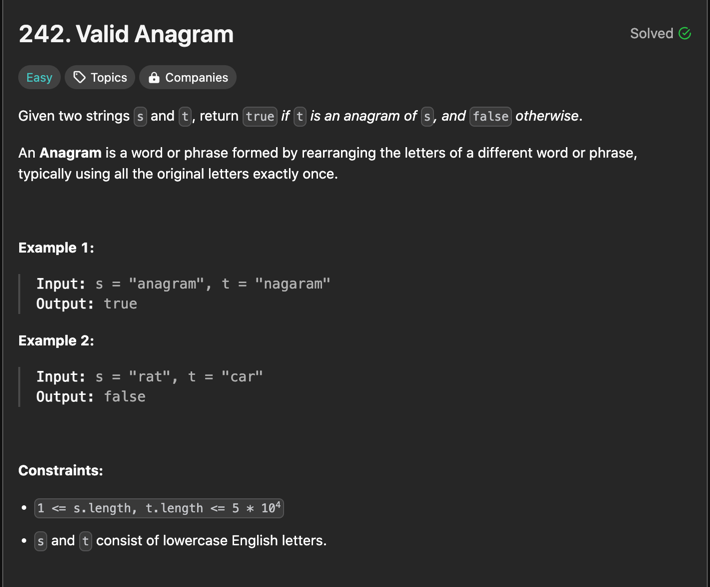 242. Valid Anagram
Solved
Easy
Topics
Companies
Given two strings s and t, return true if t is an anagram of s, and false otherwise.
An Anagram is a word or phrase formed by rearranging the letters of a different word or phrase,
typically using all the original letters exactly once.
Example 1:
Input: s = "anagram", t = "nagaram"
Output: true
Example 2:
Input: s = "rat", t = "car"
Output: false
Constraints:
• 1 <= s.length, t.length <= 5 * 10⁴
• s and t consist of lowercase English letters.